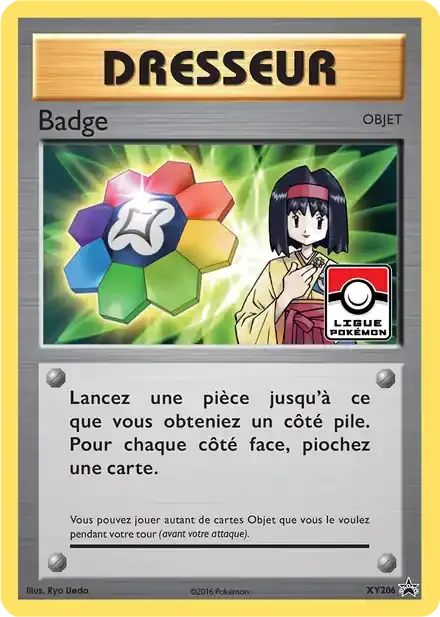 DRESSEUR
Badge
OBJET
LIGUE
POKÉMON
Lancez une pièce jusqu'à ce
que vous obteniez un côté pile.
Pour chaque côté face, piochez
une carte.
Vous pouvez jouer autant de cartes Objet que vous le voulez
pendant votre tour (avant votre attaque).
Illus. Ryo Ueda
©2016 Pokémon
XY206
PROMO